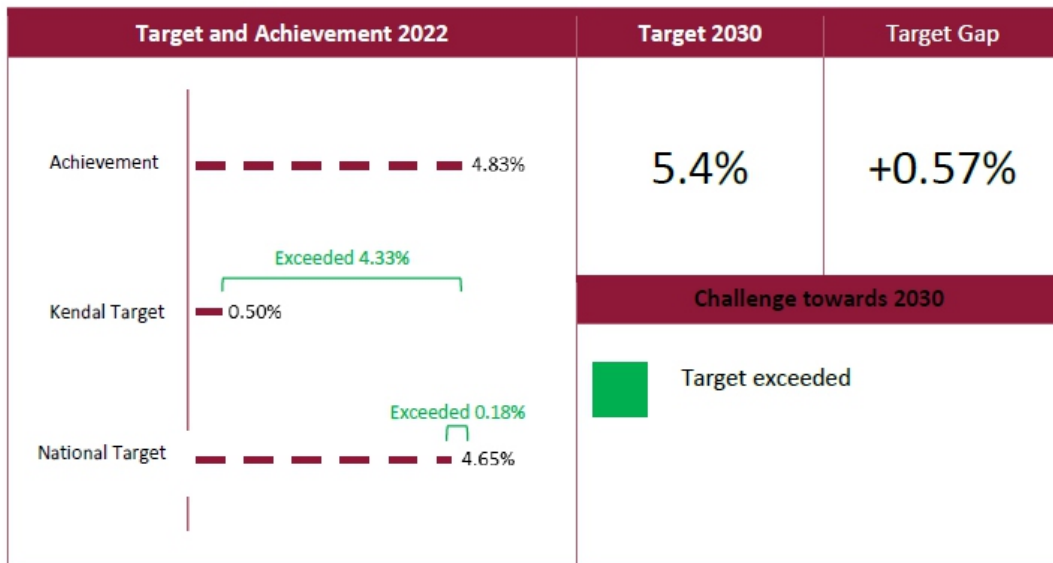 Target and Achievement 2022
Target 2030
Target Gap
Achievement
4.83%
5.4%
+0.57%
Exceeded 4.33%
Kendal Target
0.50%
Challenge towards 2030
Target exceeded
Exceeded 0.18%
National Target
4.65%